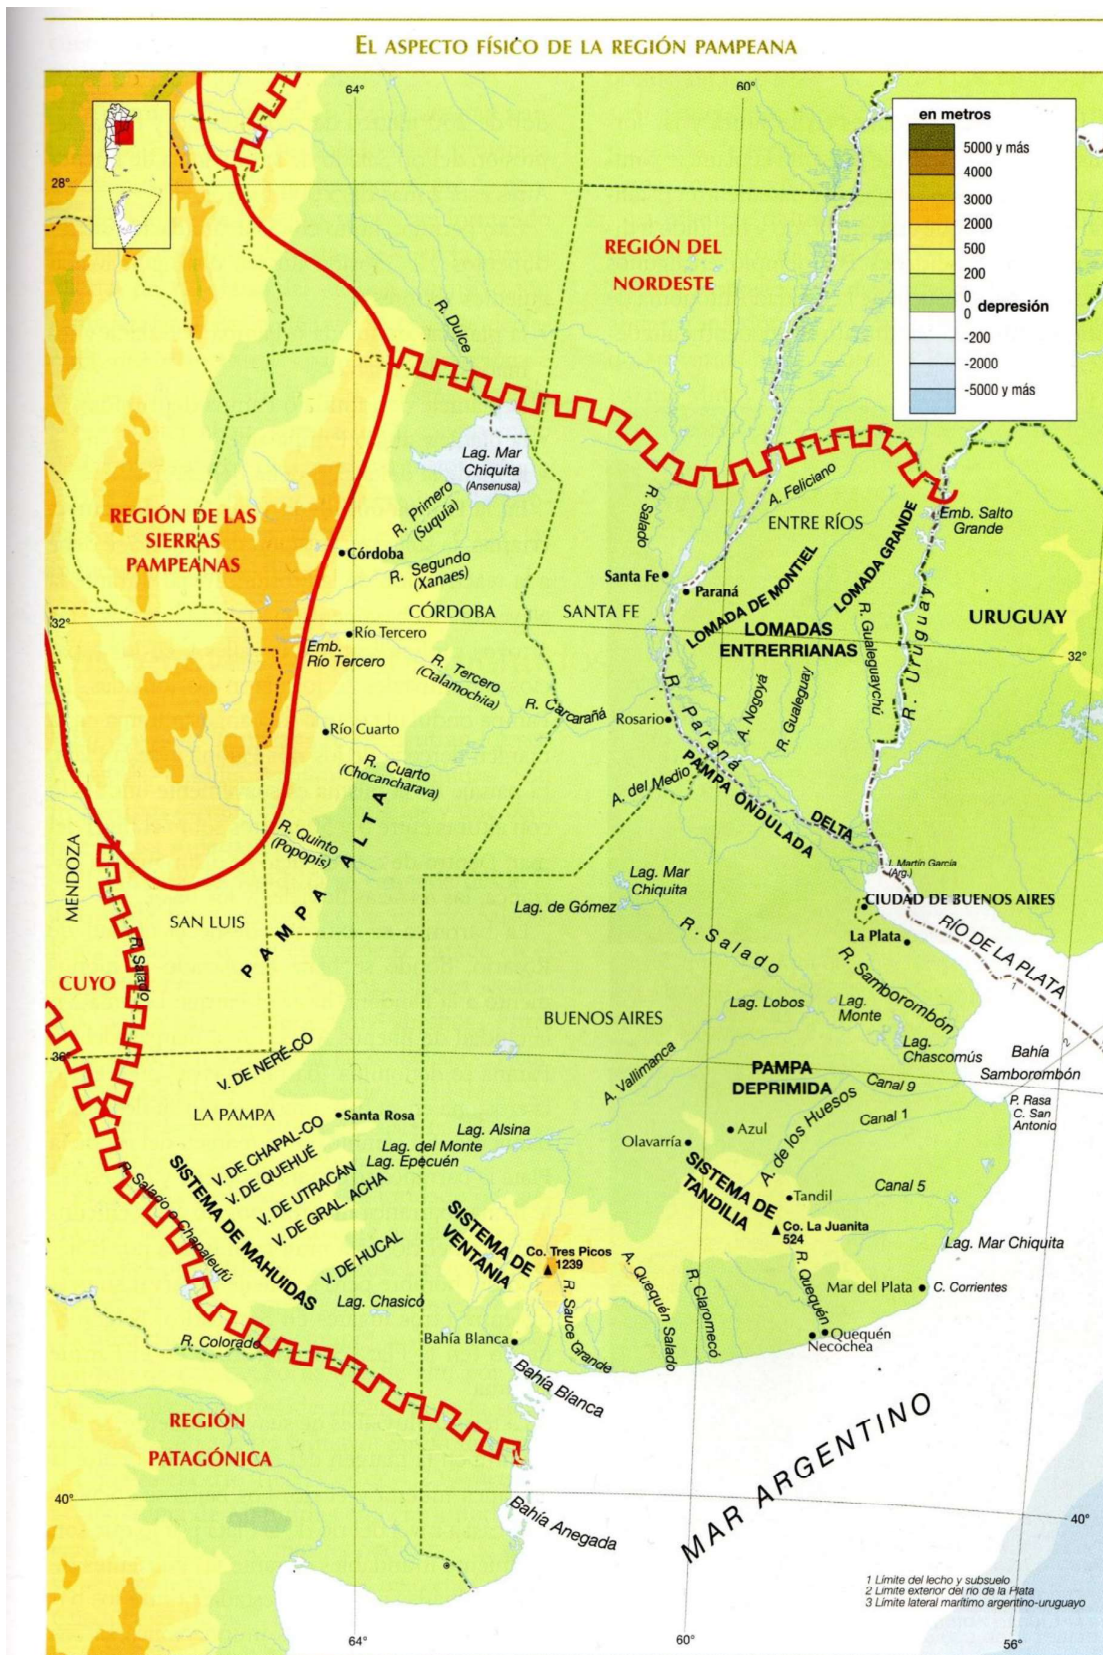 EL ASPECTO FÍSICO DE LA REGIÓN PAMPEANA
64°
60°
en metros
5000 y más
4000
3000
2000
500
200
0
0 depresión
-200
-2000
-5000 y más
28°
REGIÓN DEL
NORDESTE
R. Dulce
Lag. Mar
Chiquita
(Ansenusa)
R. Primero
(Suquía)
R. Salado
A. Feliciano
ENTRE RÍOS
Emb. Salto
Grande
REGIÓN DE LAS
SIERRAS
PAMPEANAS
Córdoba
R. Segundo
(Xanaes)
Santa Fe
Paraná
LOMADA DE MONTIEL
LOMADA GRANDE
CÓRDOBA
SANTA FE
LOMADAS
ENTRERRIANAS
URUGUAY
32°
32°
Río Tercero
Emb.
Río Tercero
R. Tercero
(Ctalamochita)
R. Carcarañá
Rosario
R. Paraná
A. Nogoyá
R. Gualeguay
R. Gualeguaychú
R. Uruguay
Río Cuarto
R. Cuarto
(Chocancharava)
A. del Medio
PAMPA ONDULADA
DELTA
R. Quinto
(Popopis)
PAMPA ALTA
MENDOZA
SAN LUIS
I. Martín García
(Arg.)
Lag. Mar
Chiquita
Lag. de Gómez
CIUDAD DE BUENOS AIRES
La Plata
RÍO DE LA PLATA
1
CUYO
R. Salado
R. Salado
R. Samborombón
Lag. Lobos
Lag.
Monte
BUENOS AIRES
Lag.
Chascomús
Bahía
Samborombón
2
36°
V. DE NERÉ-CO
A. Vallimanca
PAMPA
DEPRIMIDA
Canal 9
P. Rasa
C. San
Antonio
LA PAMPA
Santa Rosa
Canal 1
V. DE CHAPAL-CO
V. DE QUEHUÉ
Lag. Alsina
Lag. del Monte
Lag. Epecuén
Olavarría
Azul
A. de los Huesos
SISTEMA DE MAHUIDAS
R. Salado o Chapaleufú
V. DE UTRACÁN
V. DE GRAL. ACHA
SISTEMA DE
TANDILIA
Tandil
Canal 5
SISTEMA DE
VENTANIA
Co. La Juanita
524
V. DE HUCAL
Co. Tres Picos
1239
Lag. Mar Chiquita
Lag. Chasicó
R. Sauce Grande
A. Quequén Salado
R. Claromecó
R. Quequén
Mar del Plata
C. Corrientes
R. Colorado
Bahía Blanca
Quequén
Necochea
Bahía Blanca
REGIÓN
PATAGÓNICA
MAR ARGENTINO
40°
40°
Bahía Anegada
1 Límite del lecho y subsuelo
2 Límite exterior del río de la Plata
3 Límite lateral marítimo argentino-uruguayo
64°
60°
56°